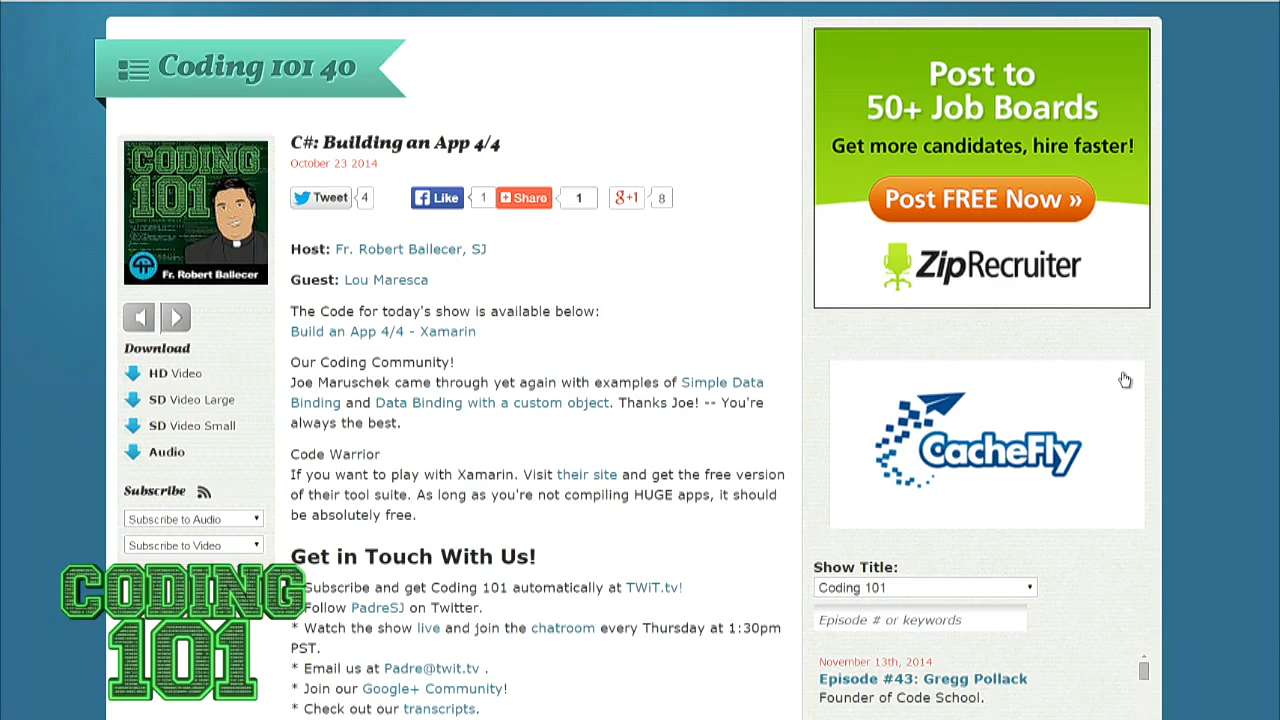 Coding 101 40
C#: Building an App 4/4
October 23 2014
Tweet 4
Like 1
Share 1
g+1 8
CODING
101
Fr. Robert Ballecer
Host: Fr. Robert Ballecer, SJ
Guest: Lou Maresca
The Code for today's show is available below:
Build an App 4/4 - Xamarin
Our Coding Community!
Joe Maruschek came through yet again with examples of Simple Data
Binding and Data Binding with a custom object. Thanks Joe! -- You're
always the best.
Code Warrior
If you want to play with Xamarin. Visit their site and get the free version
of their tool suite. As long as you're not compiling HUGE apps, it should
be absolutely free.
Get in Touch With Us!
Subscribe and get Coding 101 automatically at TWIT.tv!
Follow PadreSJ on Twitter.
* Watch the show live and join the chatroom every Thursday at 1:30pm
PST.
* Email us at Padre@twit.tv .
* Join our Google+ Community!
* Check out our transcripts.
Download
HD Video
SD Video Large
SD Video Small
Audio
Subscribe
Subscribe to Audio
Subscribe to Video
CODING
101
Post to
50+ Job Boards
Get more candidates, hire faster!
Post FREE Now »
ZipRecruiter
CacheFly
Show Title:
Coding 101
Episode # or keywords
November 13th, 2014
Episode #43: Gregg Pollack
Founder of Code School.